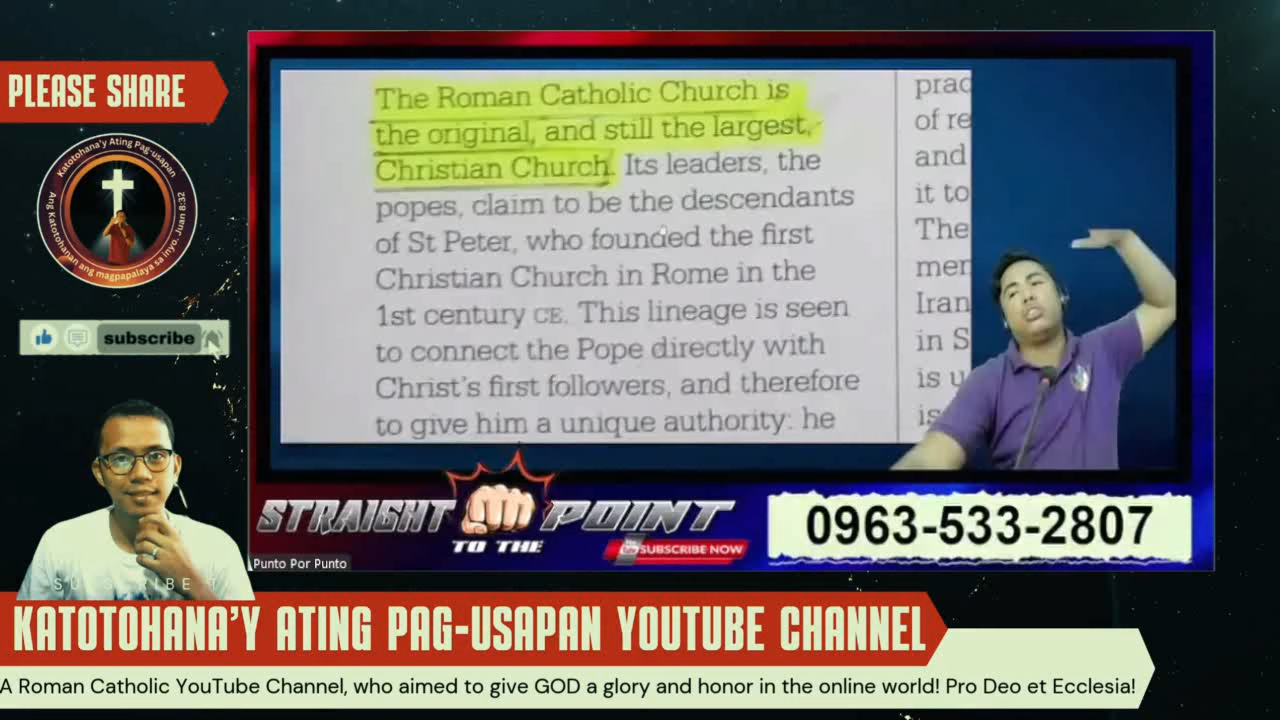 PLEASE SHARE
Katotohana'y Ating Pag-usapan
Ang Katotohanan ang magpapalaya sa inyo. Juan 8:32
subscribe
The Roman Catholic Church is
the original, and still the largest,
Christian Church. Its leaders, the
popes, claim to be the descendants
of St Peter, who founded the first
Christian Church in Rome in the
1st century CE. This lineage is seen
to connect the Pope directly with
Christ's first followers, and therefore
to give him a unique authority: he
prac
of re
and
it to
The
mer
Iran
in S
is u
is
STRAIGHT POINT
TO THE
SUBSCRIBE NOW
0963-533-2807
Punto Por Punto
SUBSCRIBE T
KATOTOHANA'Y ATING PAG-USAPAN YOUTUBE CHANNEL
A Roman Catholic YouTube Channel, who aimed to give GOD a glory and honor in the online world! Pro Deo et Ecclesia!